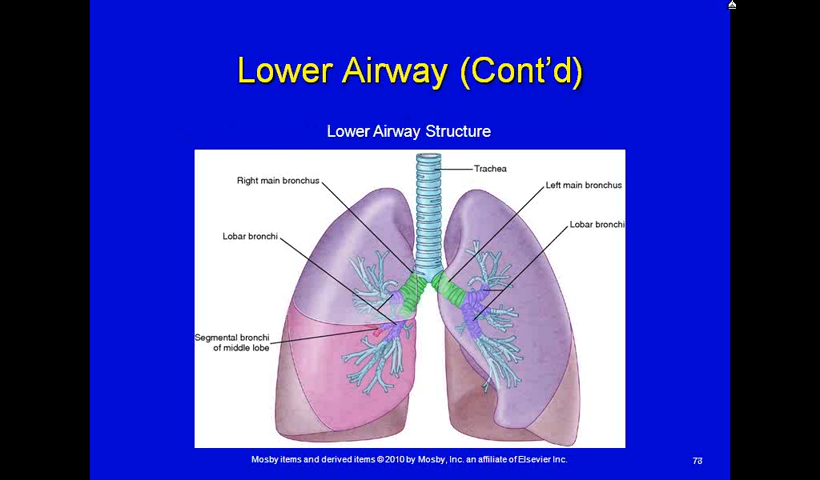 Lower Airway (Cont'd)
Lower Airway Structure
Trachea
Right main bronchus
Left main bronchus
Lobar bronchi
Lobar bronchi
Segmental bronchi
of middle lobe
Mosby items and derived items © 2010 by Mosby, Inc. an affiliate of Elsevier Inc.